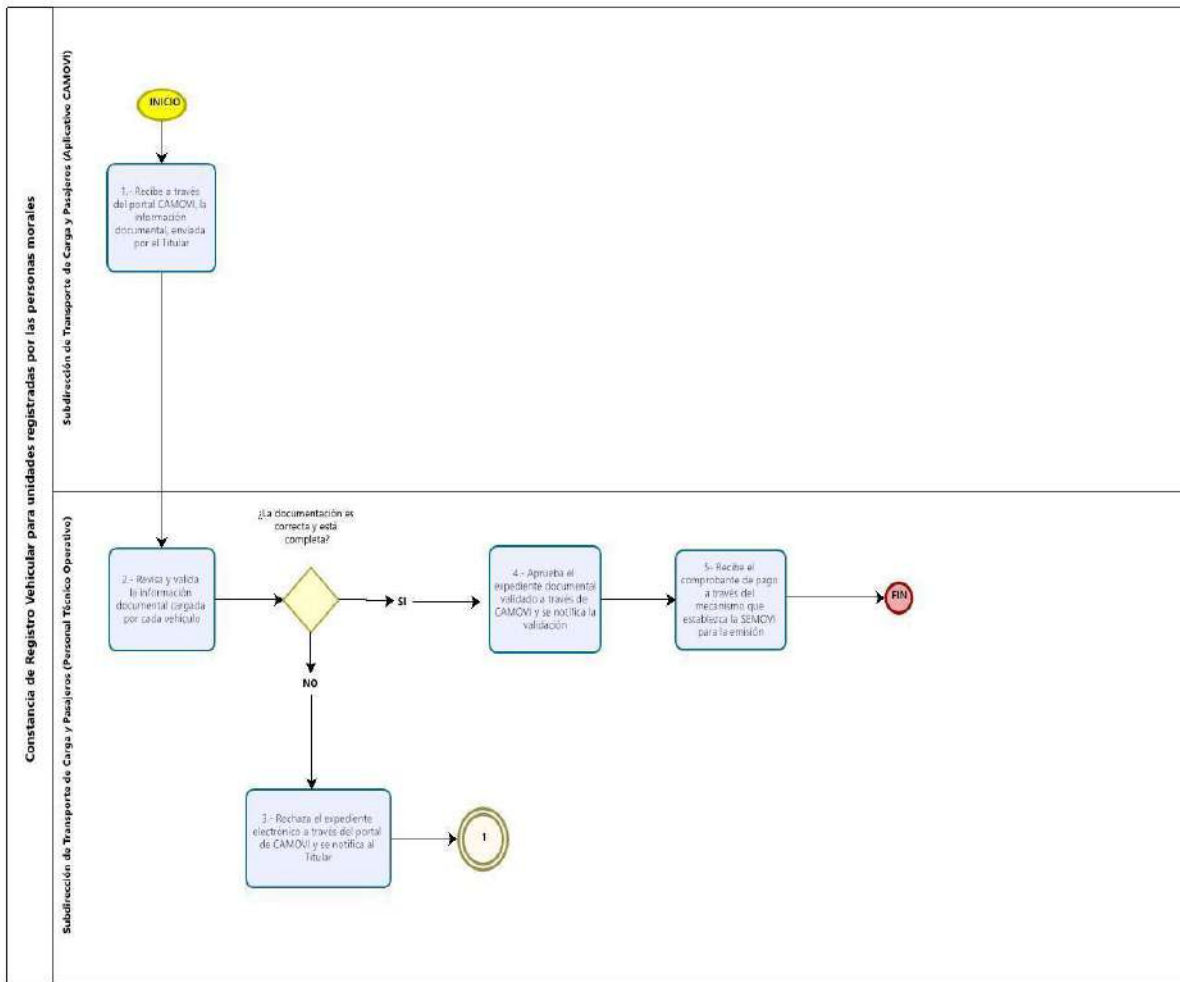 Constancia de Registro Vehicular para unidades registradas por las personas morales
Subdirección de Transporte de Carga y Pasajeros (Aplicativo CAMOVI)
INICIO
1.- Recibe a través
del portal CAMOVI, la
información
documental, enviada
por el Titular
Subdirección de Transporte de Carga y Pasajeros (Personal Técnico Operativo)
2.- Revisa y valida
la información
documental cargada
por cada vehículo
¿La documentación es
correcta y está
completa?
SI
4.- Aprueba el
expediente documental
validado a través de
CAMOVI y se notifica la
validación
5- Recibe el
comprobante de pago
a través del
mecanismo que
establezca la SEMOVI
para la emisión
FIN
NO
3.- Rechaza el expediente
electrónico a través del portal
de CAMOVI y se notifica al
Titular
1